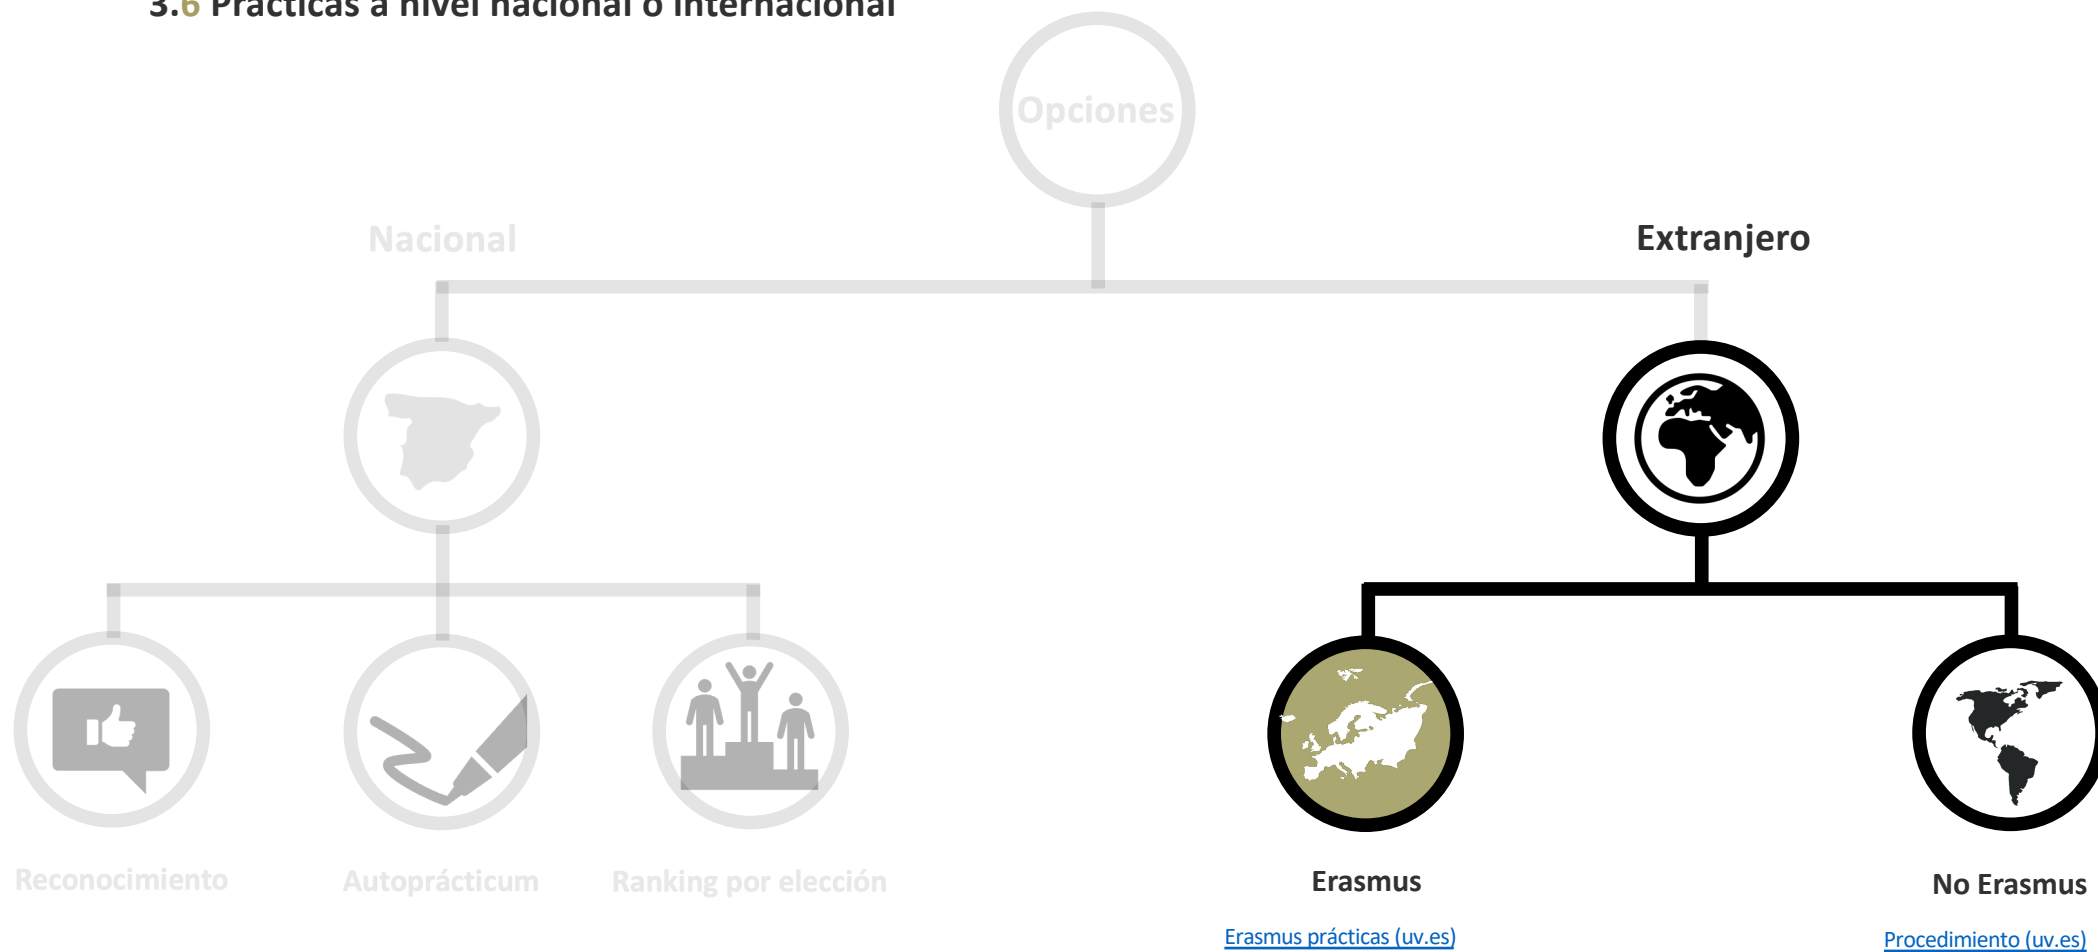 3.6 Prácticas a nivel nacional o internacional
Opciones
Nacional
Extranjero
Reconocimiento
Autoprácticum
Ranking por elección
Erasmus
No Erasmus
Erasmus prácticas (uv.es)
Procedimiento (uv.es)